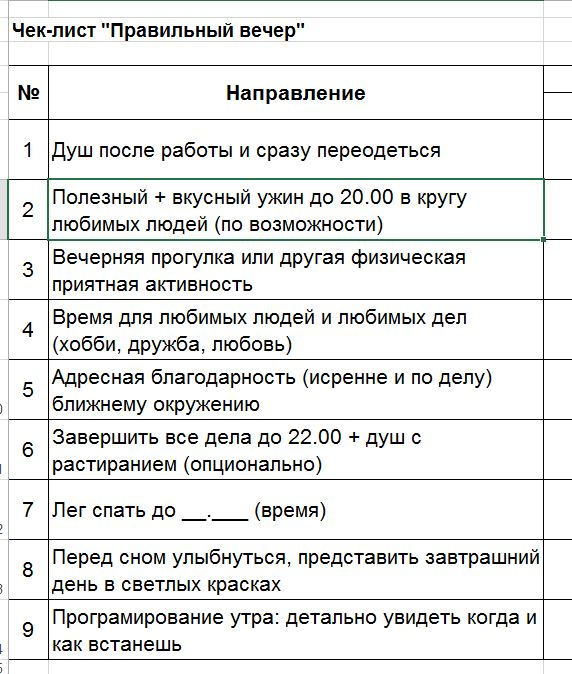 Чек-лист "Правильный вечер"
№ Направление
1 Душ после работы и сразу переодеться
2 Полезный + вкусный ужин до 20.00 в кругу
любимых людей (по возможности)
3 Вечерняя прогулка или другая физическая
приятная активность
4 Время для любимых людей и любимых дел
(хобби, дружба, любовь)
5 Адресная благодарность (исренне и по делу)
ближнему окружению
6 Завершить все дела до 22.00 + душ с
растиранием (опционально)
7 Лег спать до __.___ (время)
8 Перед сном улыбнуться, представить завтрашний
день в светлых красках
9 Програмирование утра: детально увидеть когда и
как встанешь